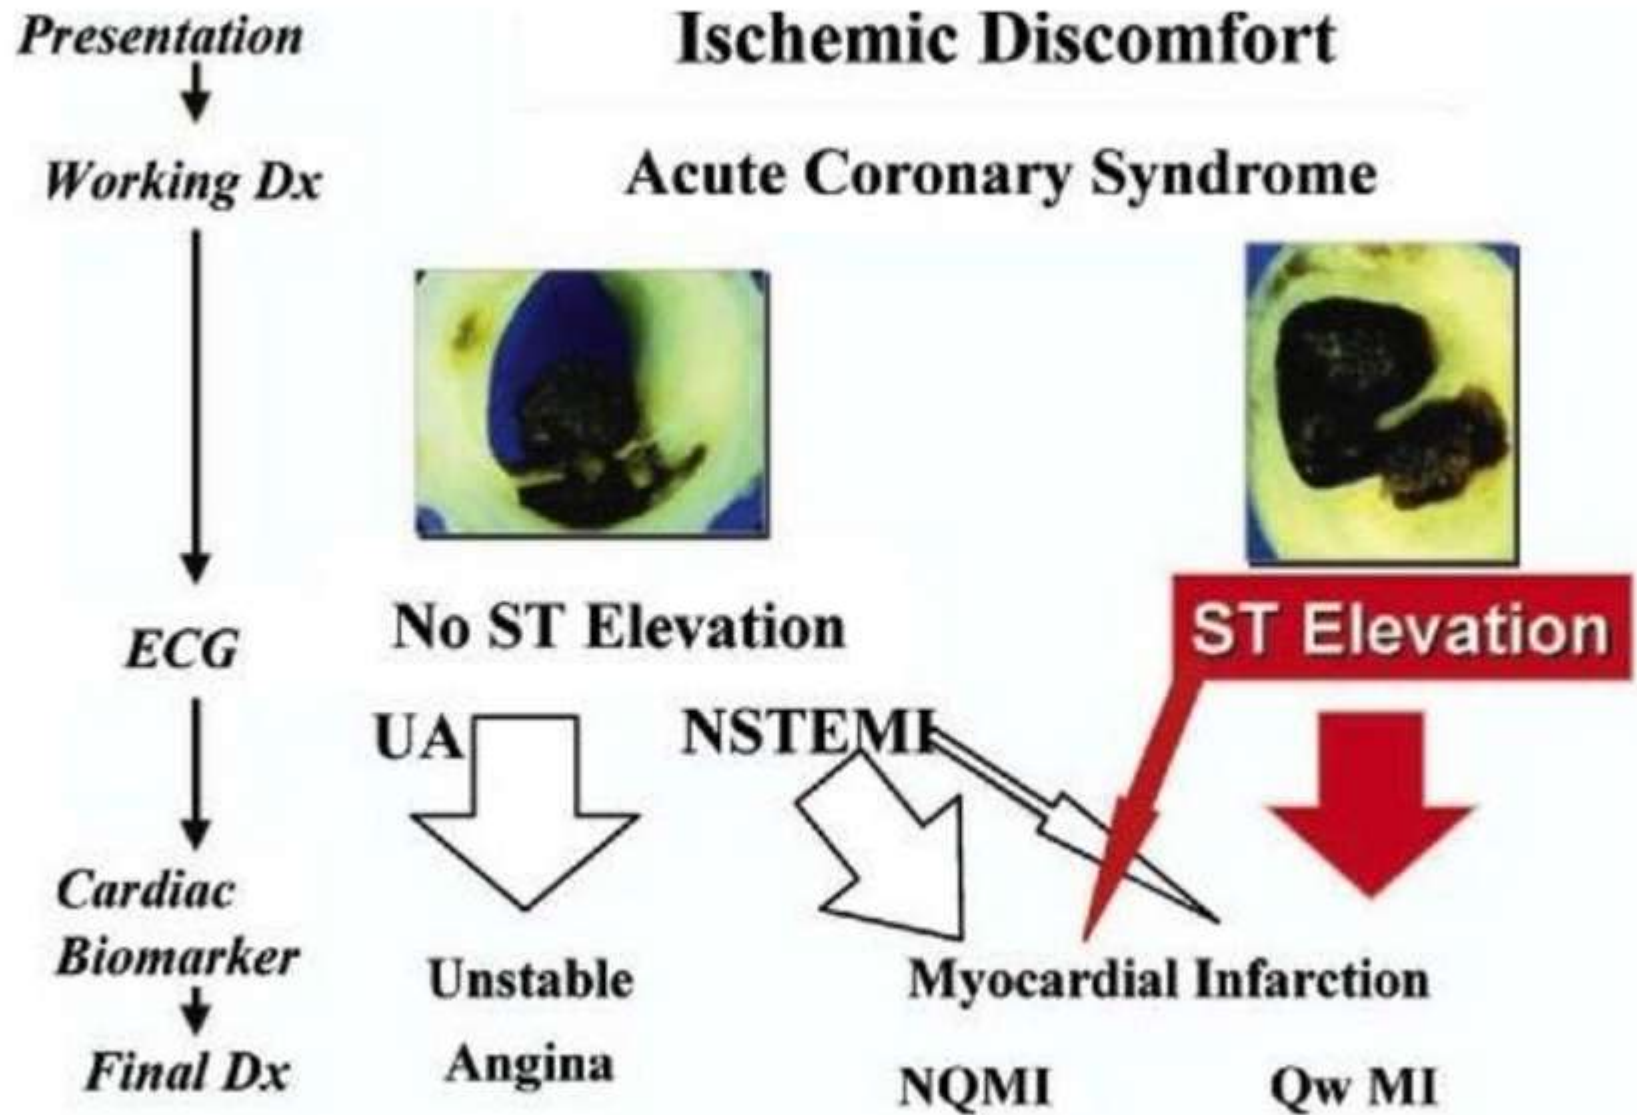 Presentation
Ischemic Discomfort
Working Dx
Acute Coronary Syndrome
ECG
No ST Elevation
ST Elevation
UA
NSTEMI
Cardiac
Biomarker
Unstable
Angina
Myocardial Infarction
Final Dx
NQMI
Qw MI